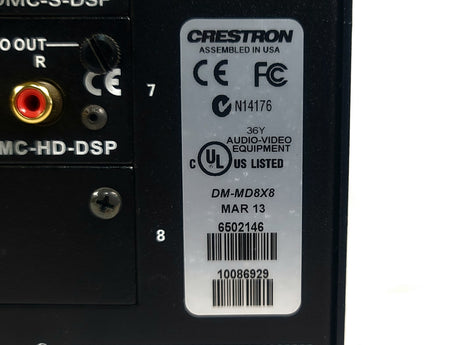 DMC-S-DSP
O OUT
R
CE
MC-HD-DSP
7
8
CRESTRON
ASSEMBLED IN USA
CE FC
N14176
36Y
AUDIO-VIDEO
EQUIPMENT
C UL US LISTED
DM-MD8X8
MAR 13
6502146
10086929